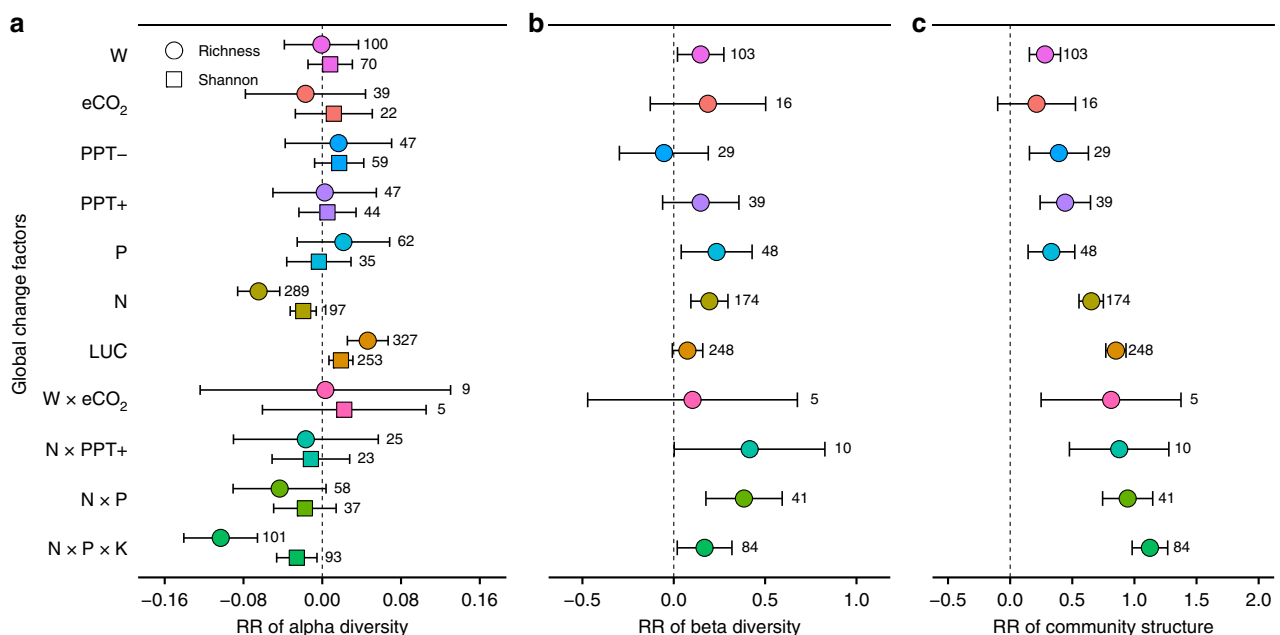 a
b
c
Richness
Shannon
Global change factors
W
100
70
103
103
eCO2
39
22
16
16
PPT−
47
59
29
29
PPT+
47
44
39
39
P
62
35
48
48
N
289
197
174
174
LUC
327
253
248
248
W × eCO2
9
5
5
5
N × PPT+
25
23
10
10
N × P
58
37
41
41
N × P × K
101
93
84
84
−0.16 −0.08 0.00 0.08 0.16
−0.5 0.0 0.5 1.0
−0.5 0.0 0.5 1.0 1.5 2.0
RR of alpha diversity
RR of beta diversity
RR of community structure